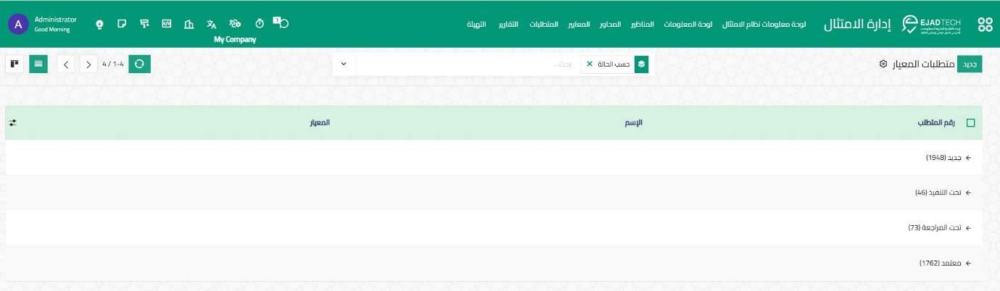 EJADTECH
إدارة الامتثال
لوحة معلومات نظام الامتثال
لوحة المعلومات
المناظير
المحاور
المعايير
المتطلبات
التقارير
التهيئة
1
My Company
Administrator
Good Morning
A
جديد
متطلبات المعيار
حسب الحالة
بحث...
1-4 / 4
رقم المتطلب
الإسم
المعيار
جديد (1948)
تحت التنفيذ (46)
تحت المراجعة (73)
معتمد (1762)